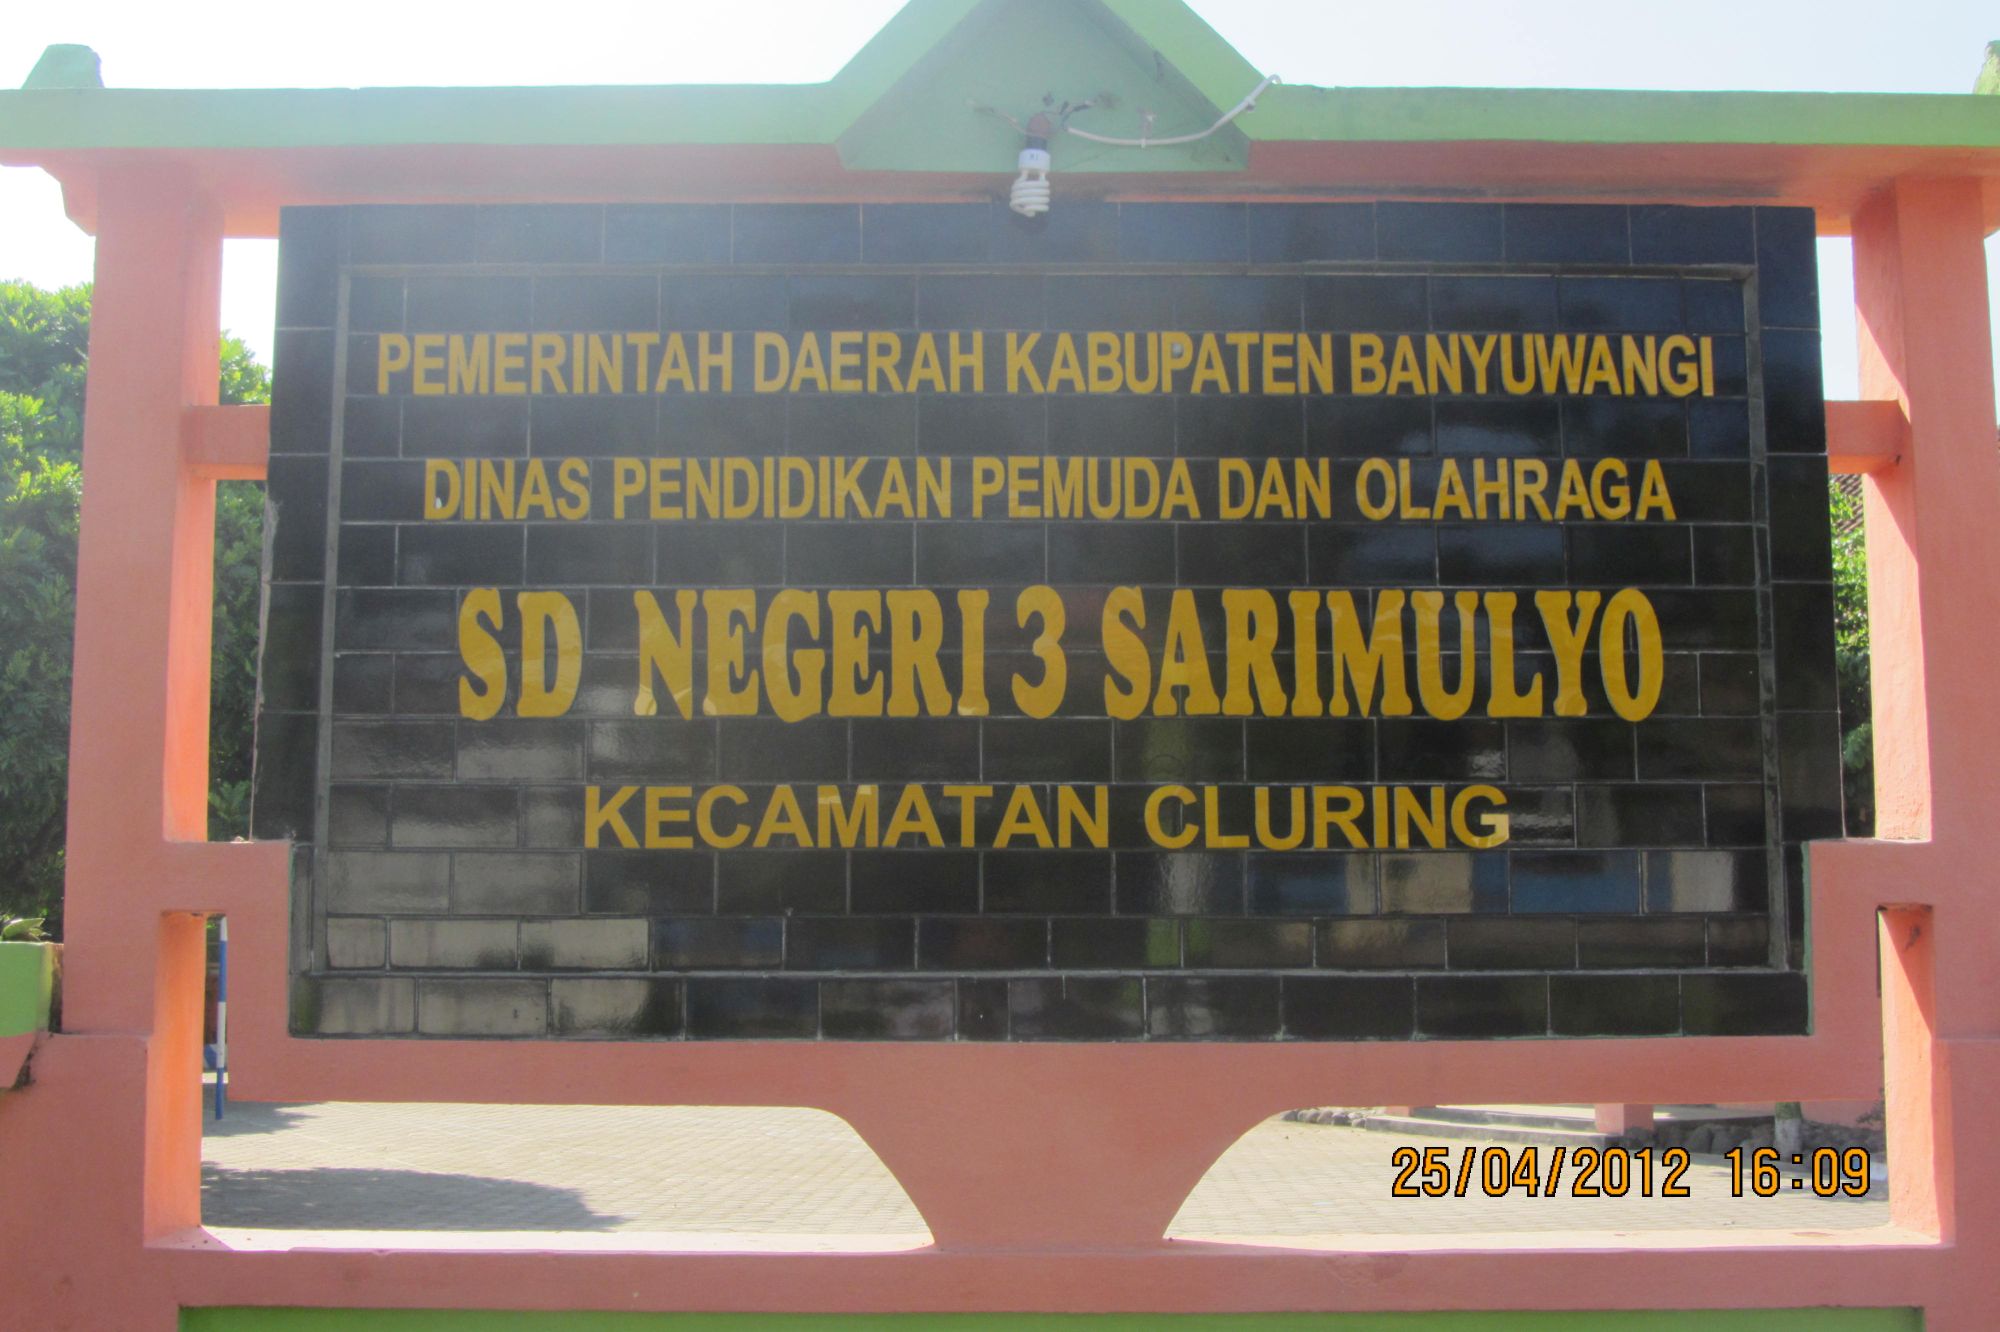 PEMERINTAH DAERAH KABUPATEN BANYUWANGI
DINAS PENDIDIKAN PEMUDA DAN OLAHRAGA
SD NEGERI 3 SARIMULYO
KECAMATAN CLURING
25/04/2012 16:09